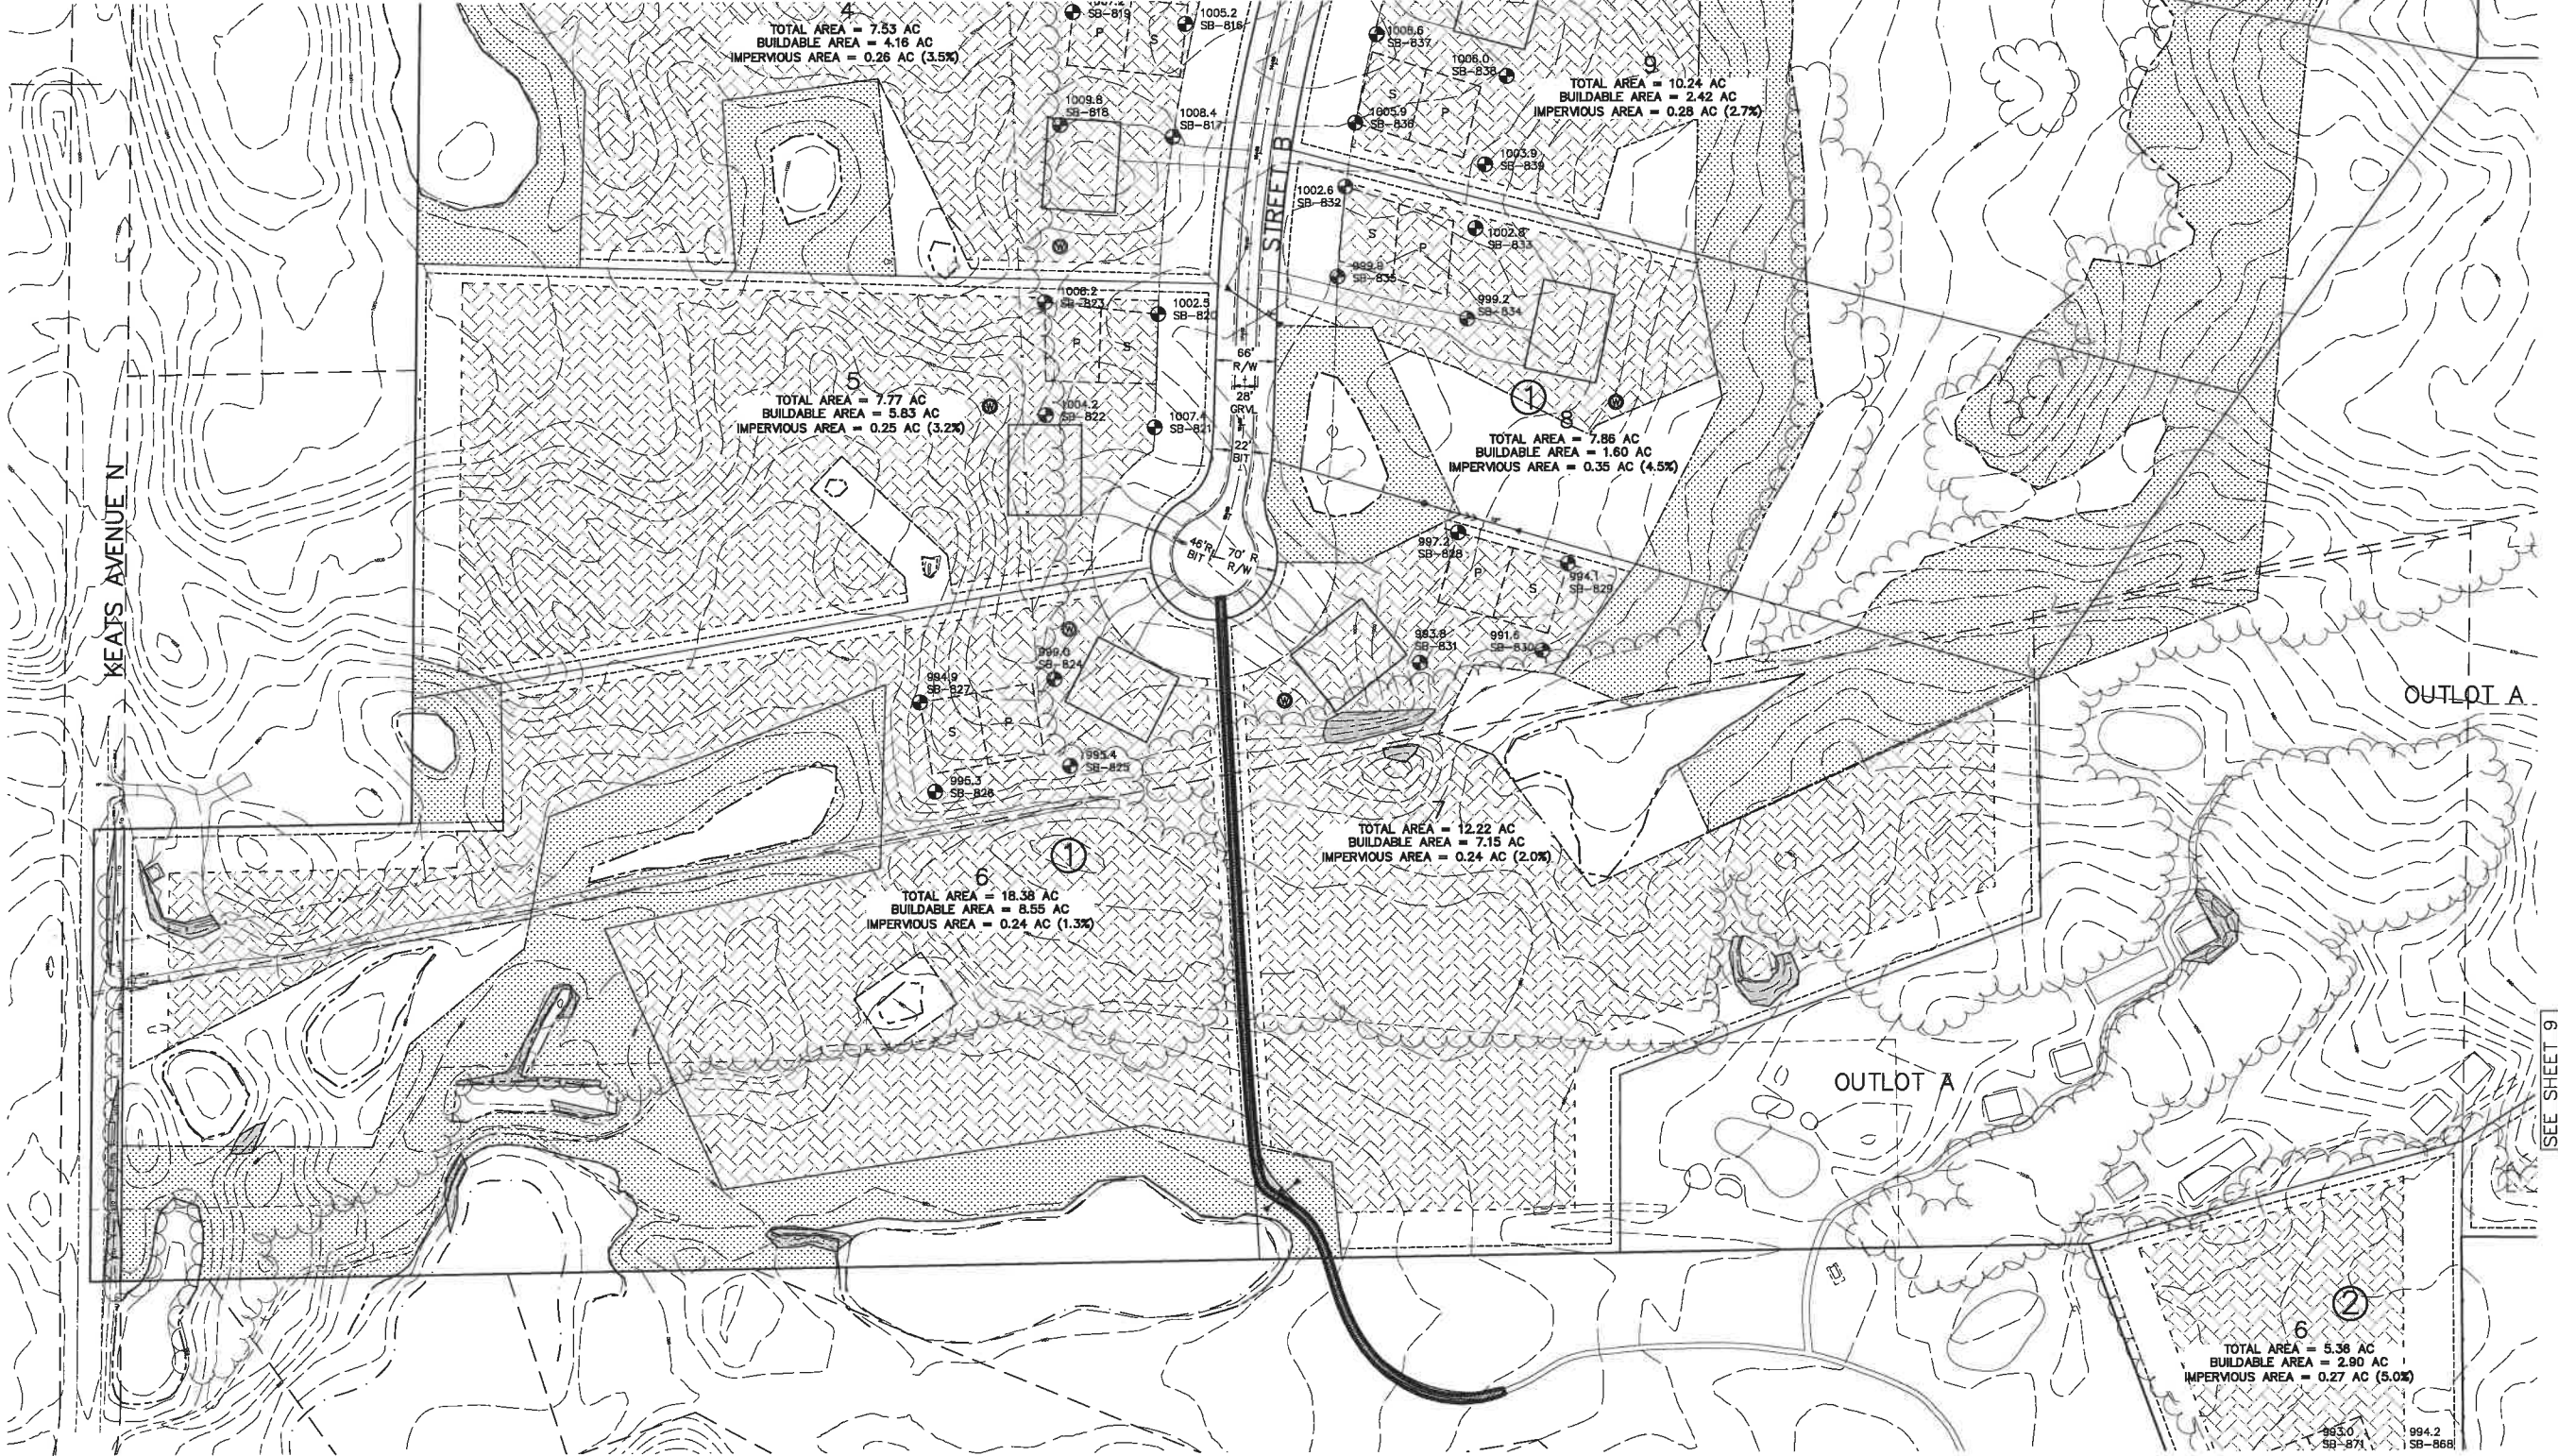 4
TOTAL AREA = 7.53 AC
BUILDABLE AREA = 4.16 AC
IMPERVIOUS AREA = 0.26 AC (3.5%)
SB-819
P
S
1005.2
SB-816
1009.8
SB-818
1008.4
SB-817
STREET B
1008.6
SB-837
1006.0
SB-838
S
P
1005.9
1003.9
SB-839
9
TOTAL AREA = 10.24 AC
BUILDABLE AREA = 2.42 AC
IMPERVIOUS AREA = 0.28 AC (2.7%)
1002.6
SB-832
S
P
1002.8
SB-833
SB-835
999.2
SB-834
W
1006.2
SB-823
1002.5
SB-820
P
S
66'
R/W
28'
GRVL
22'
BIT
5
TOTAL AREA = 7.77 AC
BUILDABLE AREA = 5.83 AC
IMPERVIOUS AREA = 0.25 AC (3.2%)
W
1004.2
SB-822
1007.4
SB-821
1
W
8
TOTAL AREA = 7.86 AC
BUILDABLE AREA = 1.60 AC
IMPERVIOUS AREA = 0.35 AC (4.5%)
KEATS AVENUE N
46'R
BIT
70' R
R/W
997.2
SB-828
P
S
994.1
SB-829
993.8
SB-831
991.6
SB-830
W
W
999.0
SB-824
994.9
SB-827
P
S
995.4
SB-825
995.3
SB-826
OUTLOT A
7
TOTAL AREA = 12.22 AC
BUILDABLE AREA = 7.15 AC
IMPERVIOUS AREA = 0.24 AC (2.0%)
1
6
TOTAL AREA = 18.38 AC
BUILDABLE AREA = 8.55 AC
IMPERVIOUS AREA = 0.24 AC (1.3%)
OUTLOT A
SEE SHEET 9
2
6
TOTAL AREA = 5.36 AC
BUILDABLE AREA = 2.90 AC
IMPERVIOUS AREA = 0.27 AC (5.0%)
993.0
SB-871
994.2
SB-868